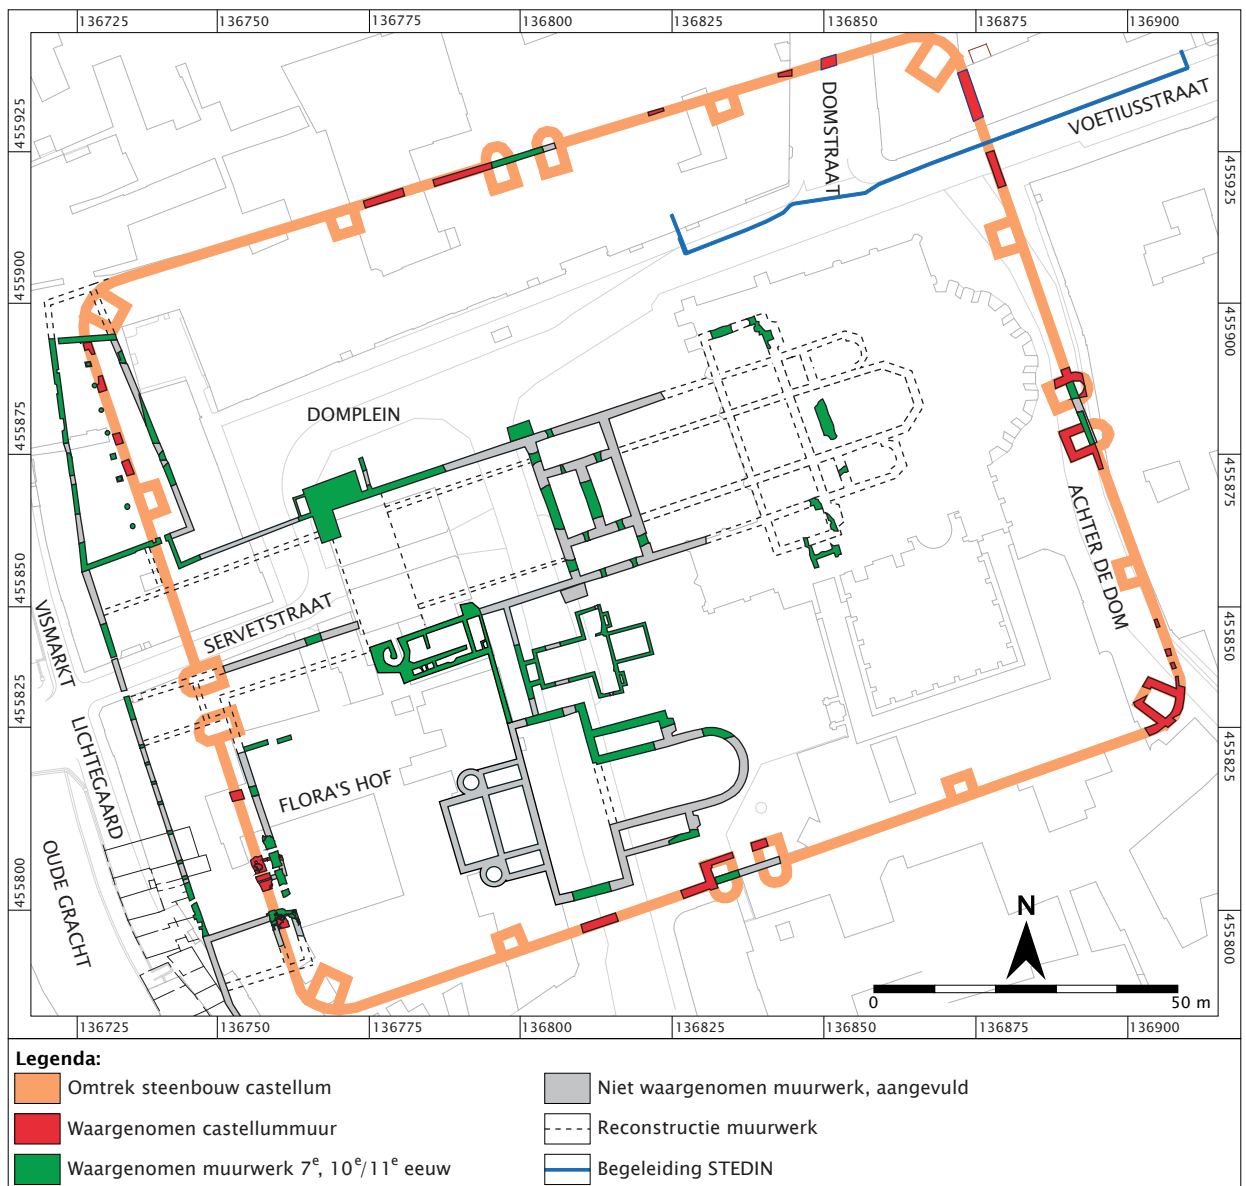 136725 136750 136775 136800 136825 136850 136875 136900
455925
455900
455875
455850
455825
455800
455925
455900
455875
455850
455825
455800
DOMSTRAAT
VOETIUSSTRAAT
DOMPLEIN
ACHTER DE DOM
SERVETSTRAAT
VISMARKT
LICHTEGAARD
FLORA'S HOF
OUDE GRACHT
N
0 50 m
136725 136750 136775 136800 136825 136850 136875 136900
Legenda:
Omtrek steenbouw castellum
Waargenomen castellummuur
Waargenomen muurwerk 7e, 10e/11e eeuw
Niet waargenomen muurwerk, aangevuld
Reconstructie muurwerk
Begeleiding STEDIN